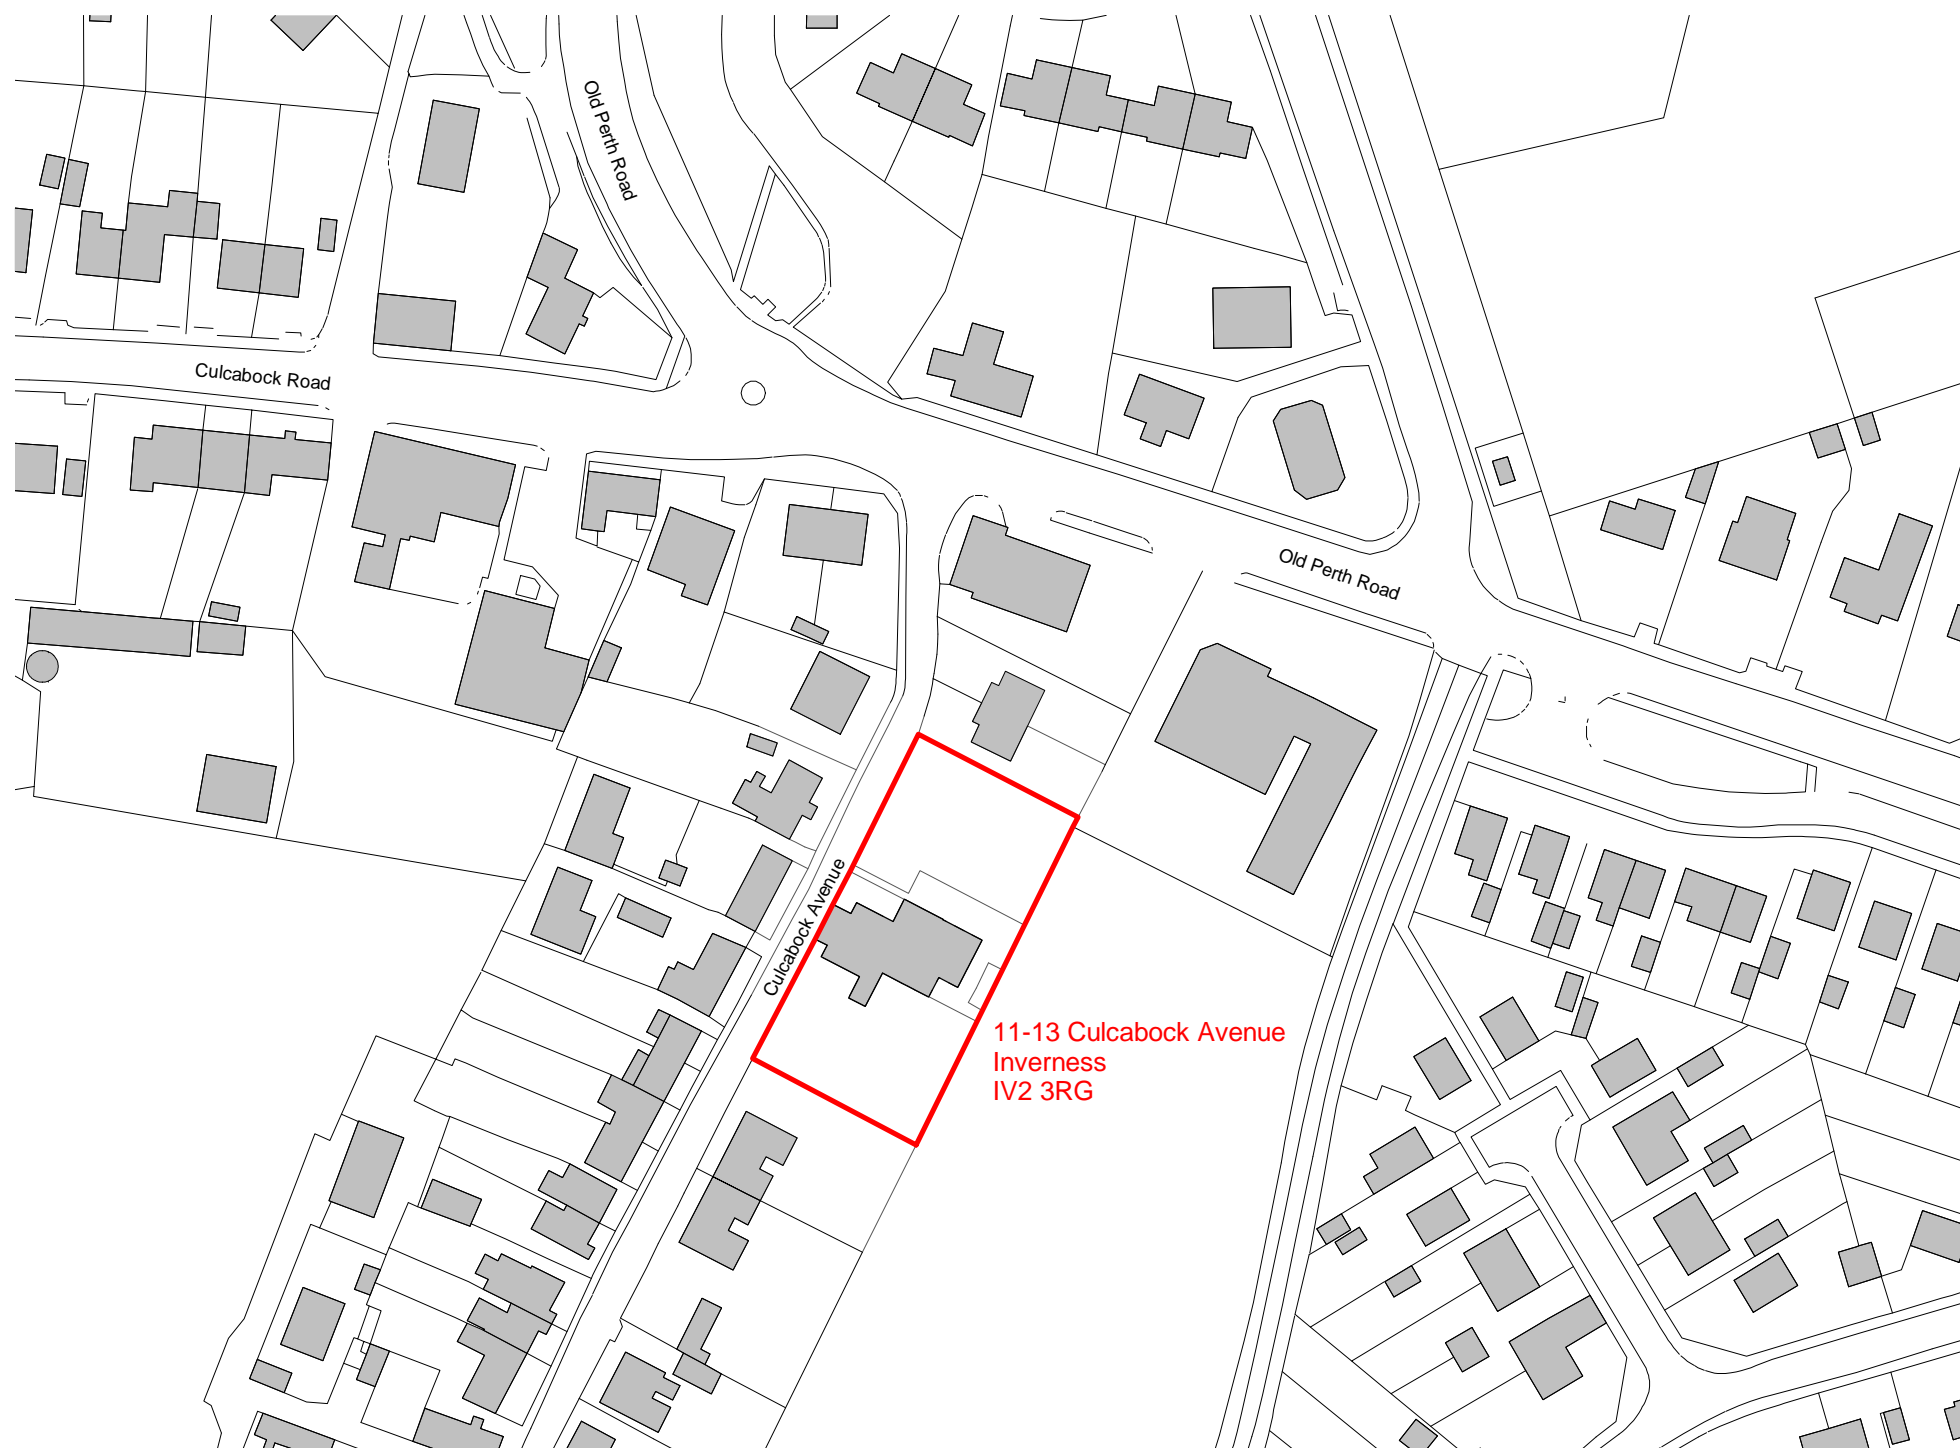 Old Perth Road
Culcabock Road
Old Perth Road
Culcabock Avenue
11-13 Culcabock Avenue
Inverness
IV2 3RG